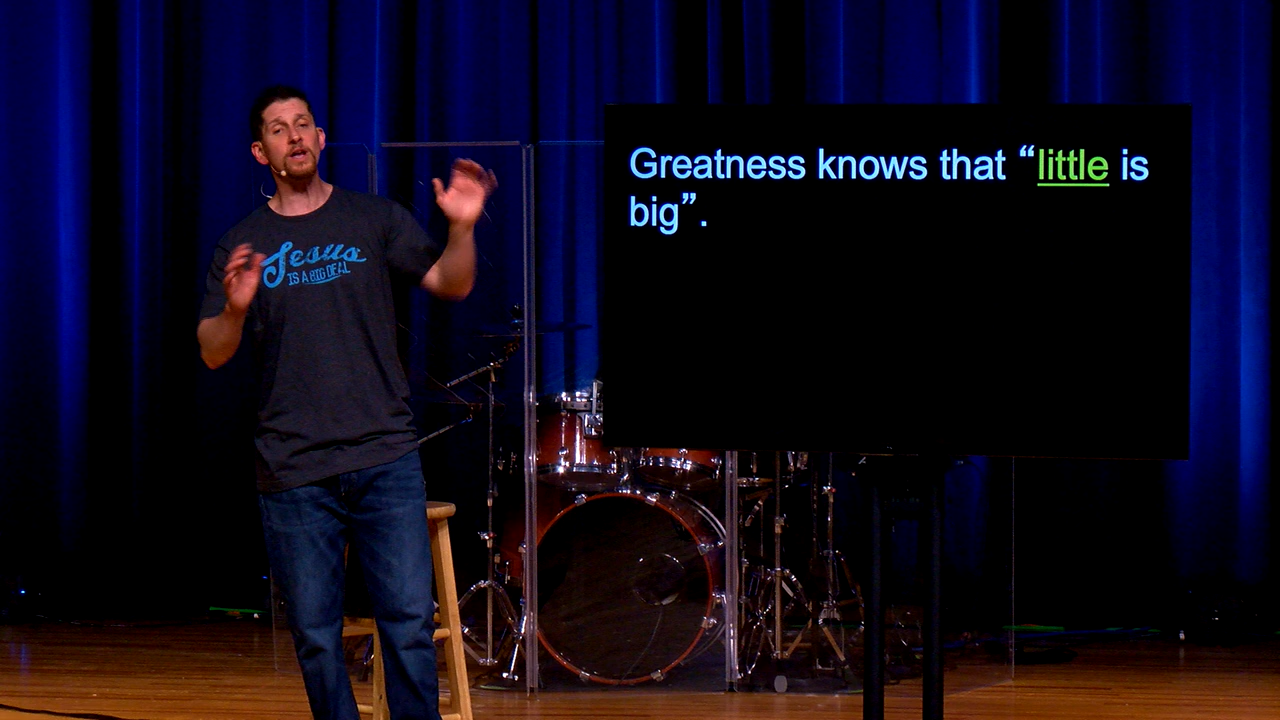 Jesus
IS A BIG DEAL
Greatness knows that “little is
big”.